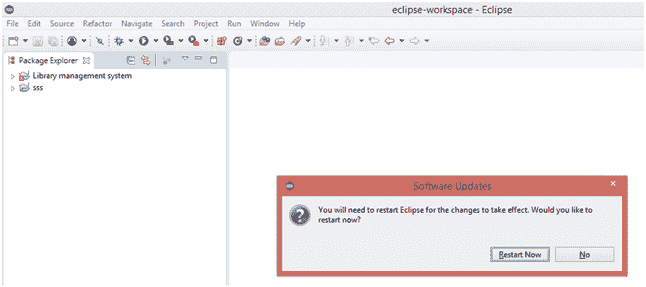 eclipse-workspace - Eclipse
File Edit Source Refactor Navigate Search Project Run Window Help
Package Explorer
Library management system
sss
Software Updates
You will need to restart Eclipse for the changes to take effect. Would you like to
restart now?
Restart Now No